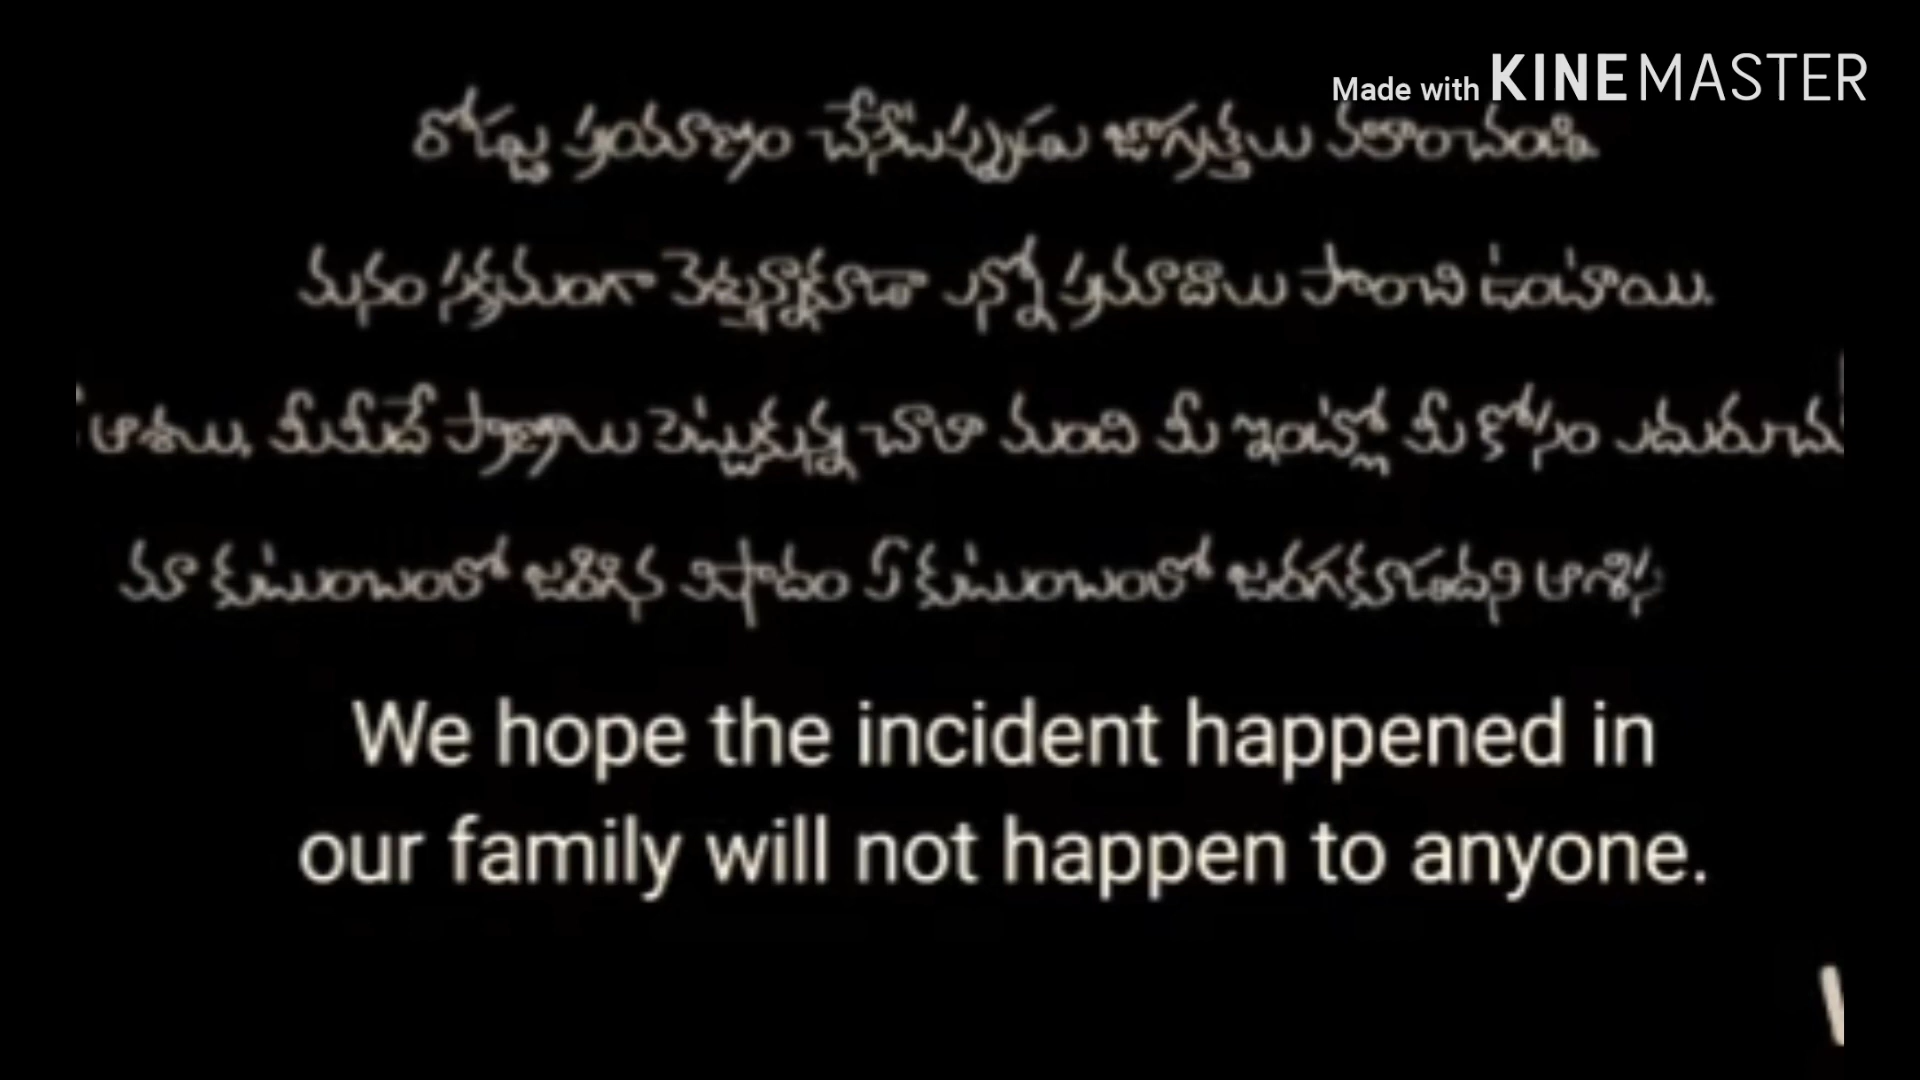 Made with KINEMASTER
రోడ్డు ప్రయాణం చేసేటప్పుడు జాగ్రత్తలు వహించండి
మనం సక్రమంగా వెళ్తున్నాకూడా ఎన్నో ప్రమాదాలు పొంచి ఉంటాయి.
ఆశలు, మీమీదే ప్రాణాలు పెట్టుకున్న చాలా మంది మీ ఇంట్లో మీ కోసం
మా కుటుంబంలో జరిగిన విషాదం ఏ కుటుంబంలో జరగకూడదని
We hope the incident happened in
our family will not happen to anyone.